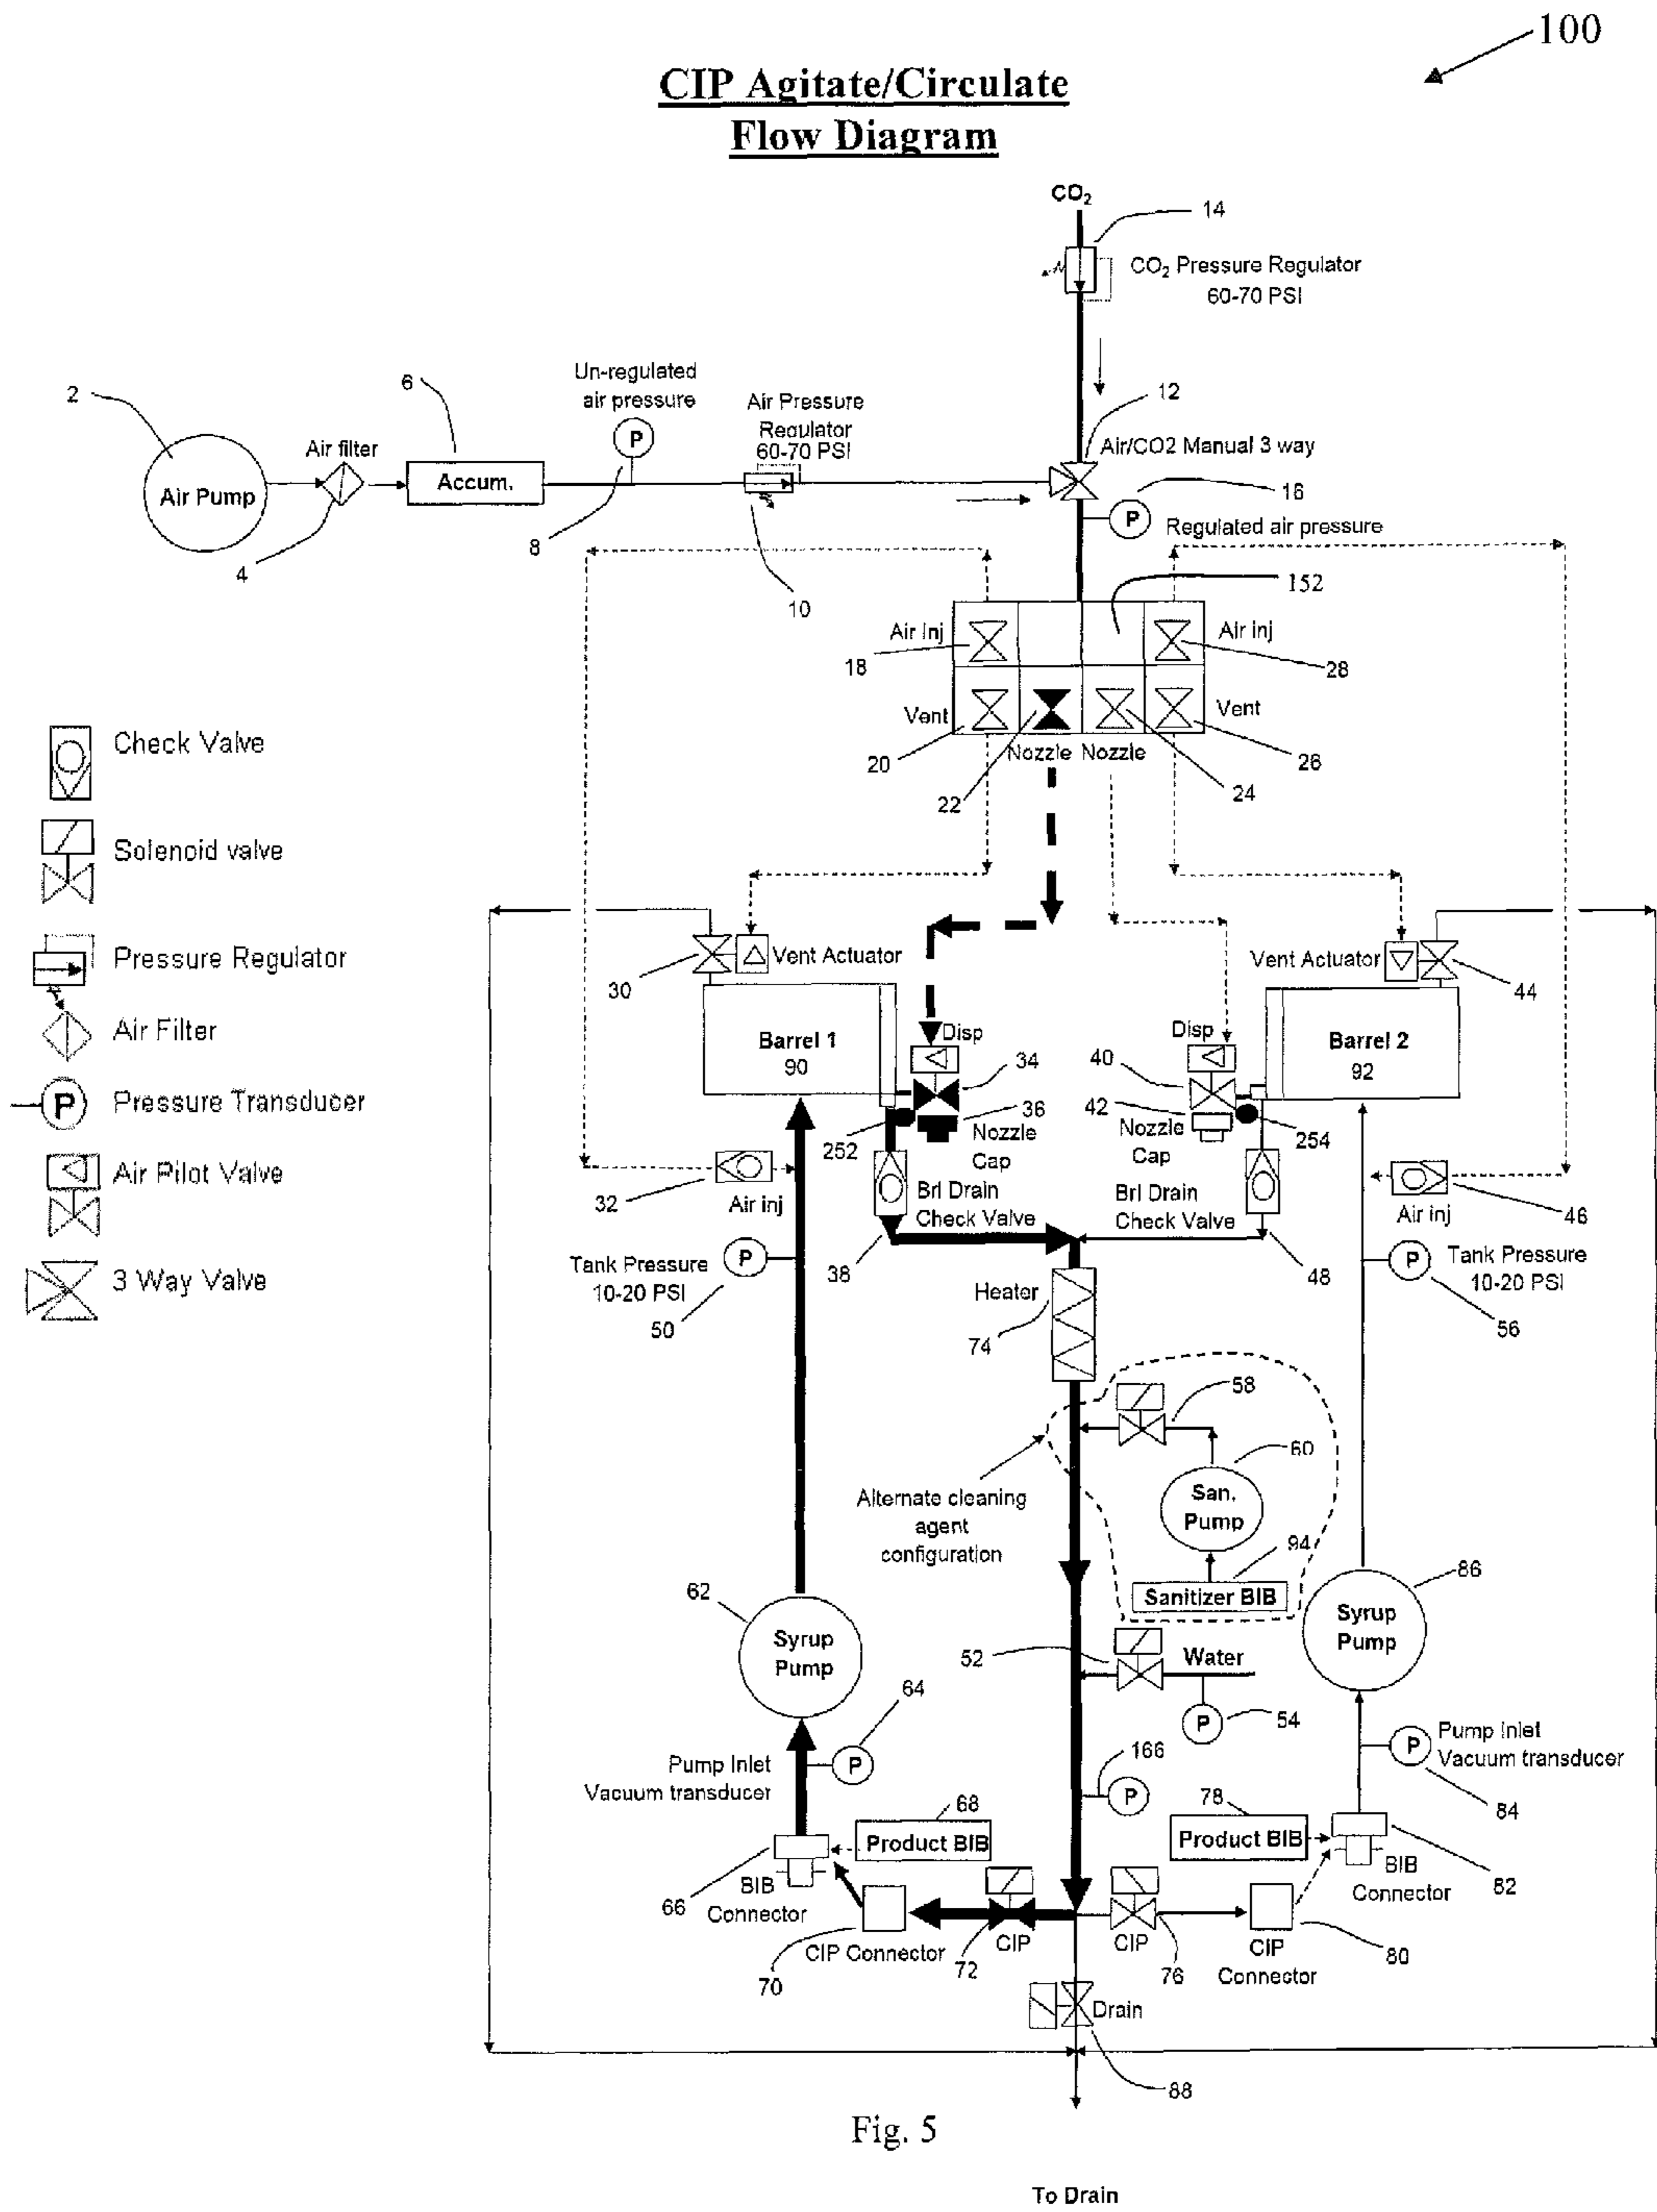 100
CIP Agitate/Circulate
Flow Diagram
CO₂
14
CO₂ Pressure Regulator
60-70 PSI
12
Air/CO2 Manual 3 way
16
Regulated air pressure
2
Air Pump
Air filter
4
6
Accum.
Un-regulated
air pressure
P
8
Air Pressure
Regulator
60-70 PSI
10
P
152
Air Inj
18
Air inj
28
Vent
20
Nozzle
Nozzle
22
24
Vent
26
Check Valve
Solenoid valve
Pressure Regulator
Air Filter
P
Pressure Transducer
Air Pilot Valve
3 Way Valve
30
Vent Actuator
Vent Actuator
44
Barrel 1
90
Disp
34
36
Nozzle
Cap
252
Disp
40
42
Nozzle
Cap
254
Barrel 2
92
32
Air inj
Brl Drain
Check Valve
38
Brl Drain
Check Valve
48
Air inj
46
Tank Pressure
10-20 PSI
P
50
P
Tank Pressure
10-20 PSI
56
Heater
74
58
60
San.
Pump
94
Sanitizer BIB
Alternate cleaning
agent
configuration
62
Syrup
Pump
86
Syrup
Pump
52
Water
P
54
64
P
Pump Inlet
Vacuum transducer
166
P
P
Pump Inlet
Vacuum transducer
84
68
Product BIB
78
Product BIB
66
BIB
Connector
BIB
Connector
82
CIP Connector
70
CIP
72
CIP
76
CIP
Connector
80
Drain
88
Fig. 5
To Drain